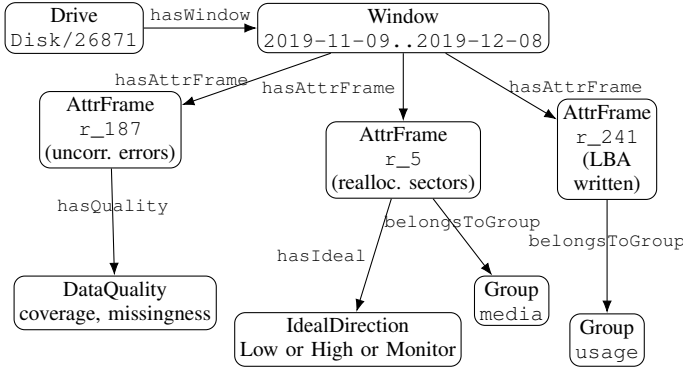 Drive
Disk/26871
hasWindow
Window
2019-11-09..2019-12-08
hasAttrFrame
hasAttrFrame
hasAttrFrame
AttrFrame
r_187
(uncorr. errors)
AttrFrame
r_5
(realloc. sectors)
AttrFrame
r_241
(LBA
written)
hasQuality
hasIdeal
belongsToGroup
belongsToGroup
DataQuality
coverage, missingness
IdealDirection
Low or High or Monitor
Group
media
Group
usage